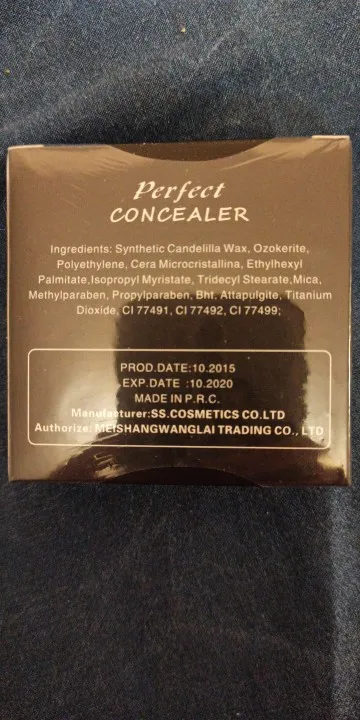 Perfect
CONCEALER
Ingredients: Synthetic Candelilla Wax, Ozokerite,
Polyethylene, Cera Microcristallina, Ethylhexyl
Palmitate,Isopropyl Myristate, Tridecyl Stearate,Mica,
Methylparaben, Propylparaben, Bht, Attapulgite, Titanium
Dioxide, CI 77491, CI 77492, CI 77499;
PROD.DATE:10.2015
EXP.DATE :10.2020
MADE IN P.R.C.
Manufacturer:SS.COSMETICS CO.LTD
Authorize: MEISHANGWANGLAI TRADING CO., LTD